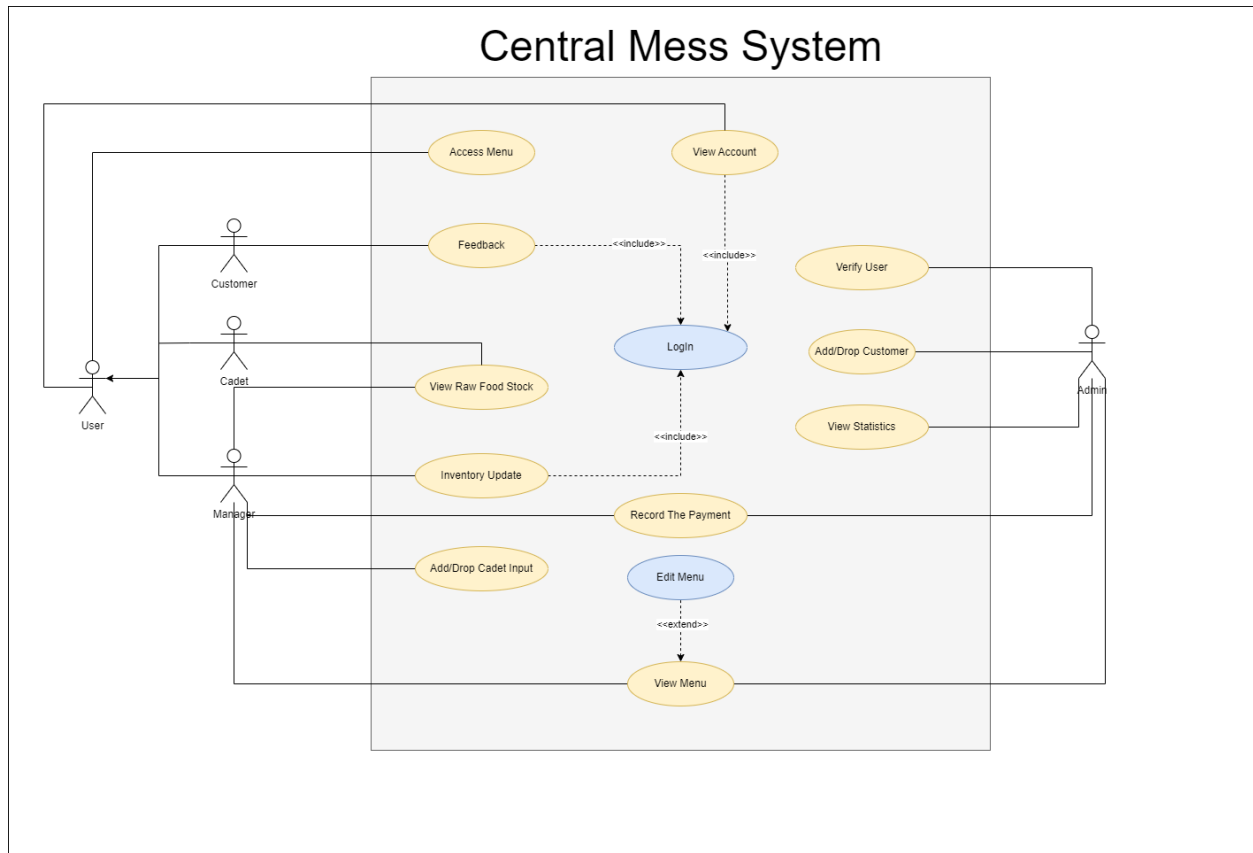 Central Mess System
Access Menu
View Account
Feedback
<<include>>
<<include>>
Customer
Verify User
LogIn
Add/Drop Customer
Cadet
View Raw Food Stock
Admin
User
View Statistics
<<include>>
Inventory Update
Manager
Record The Payment
Add/Drop Cadet Input
Edit Menu
<<extend>>
View Menu